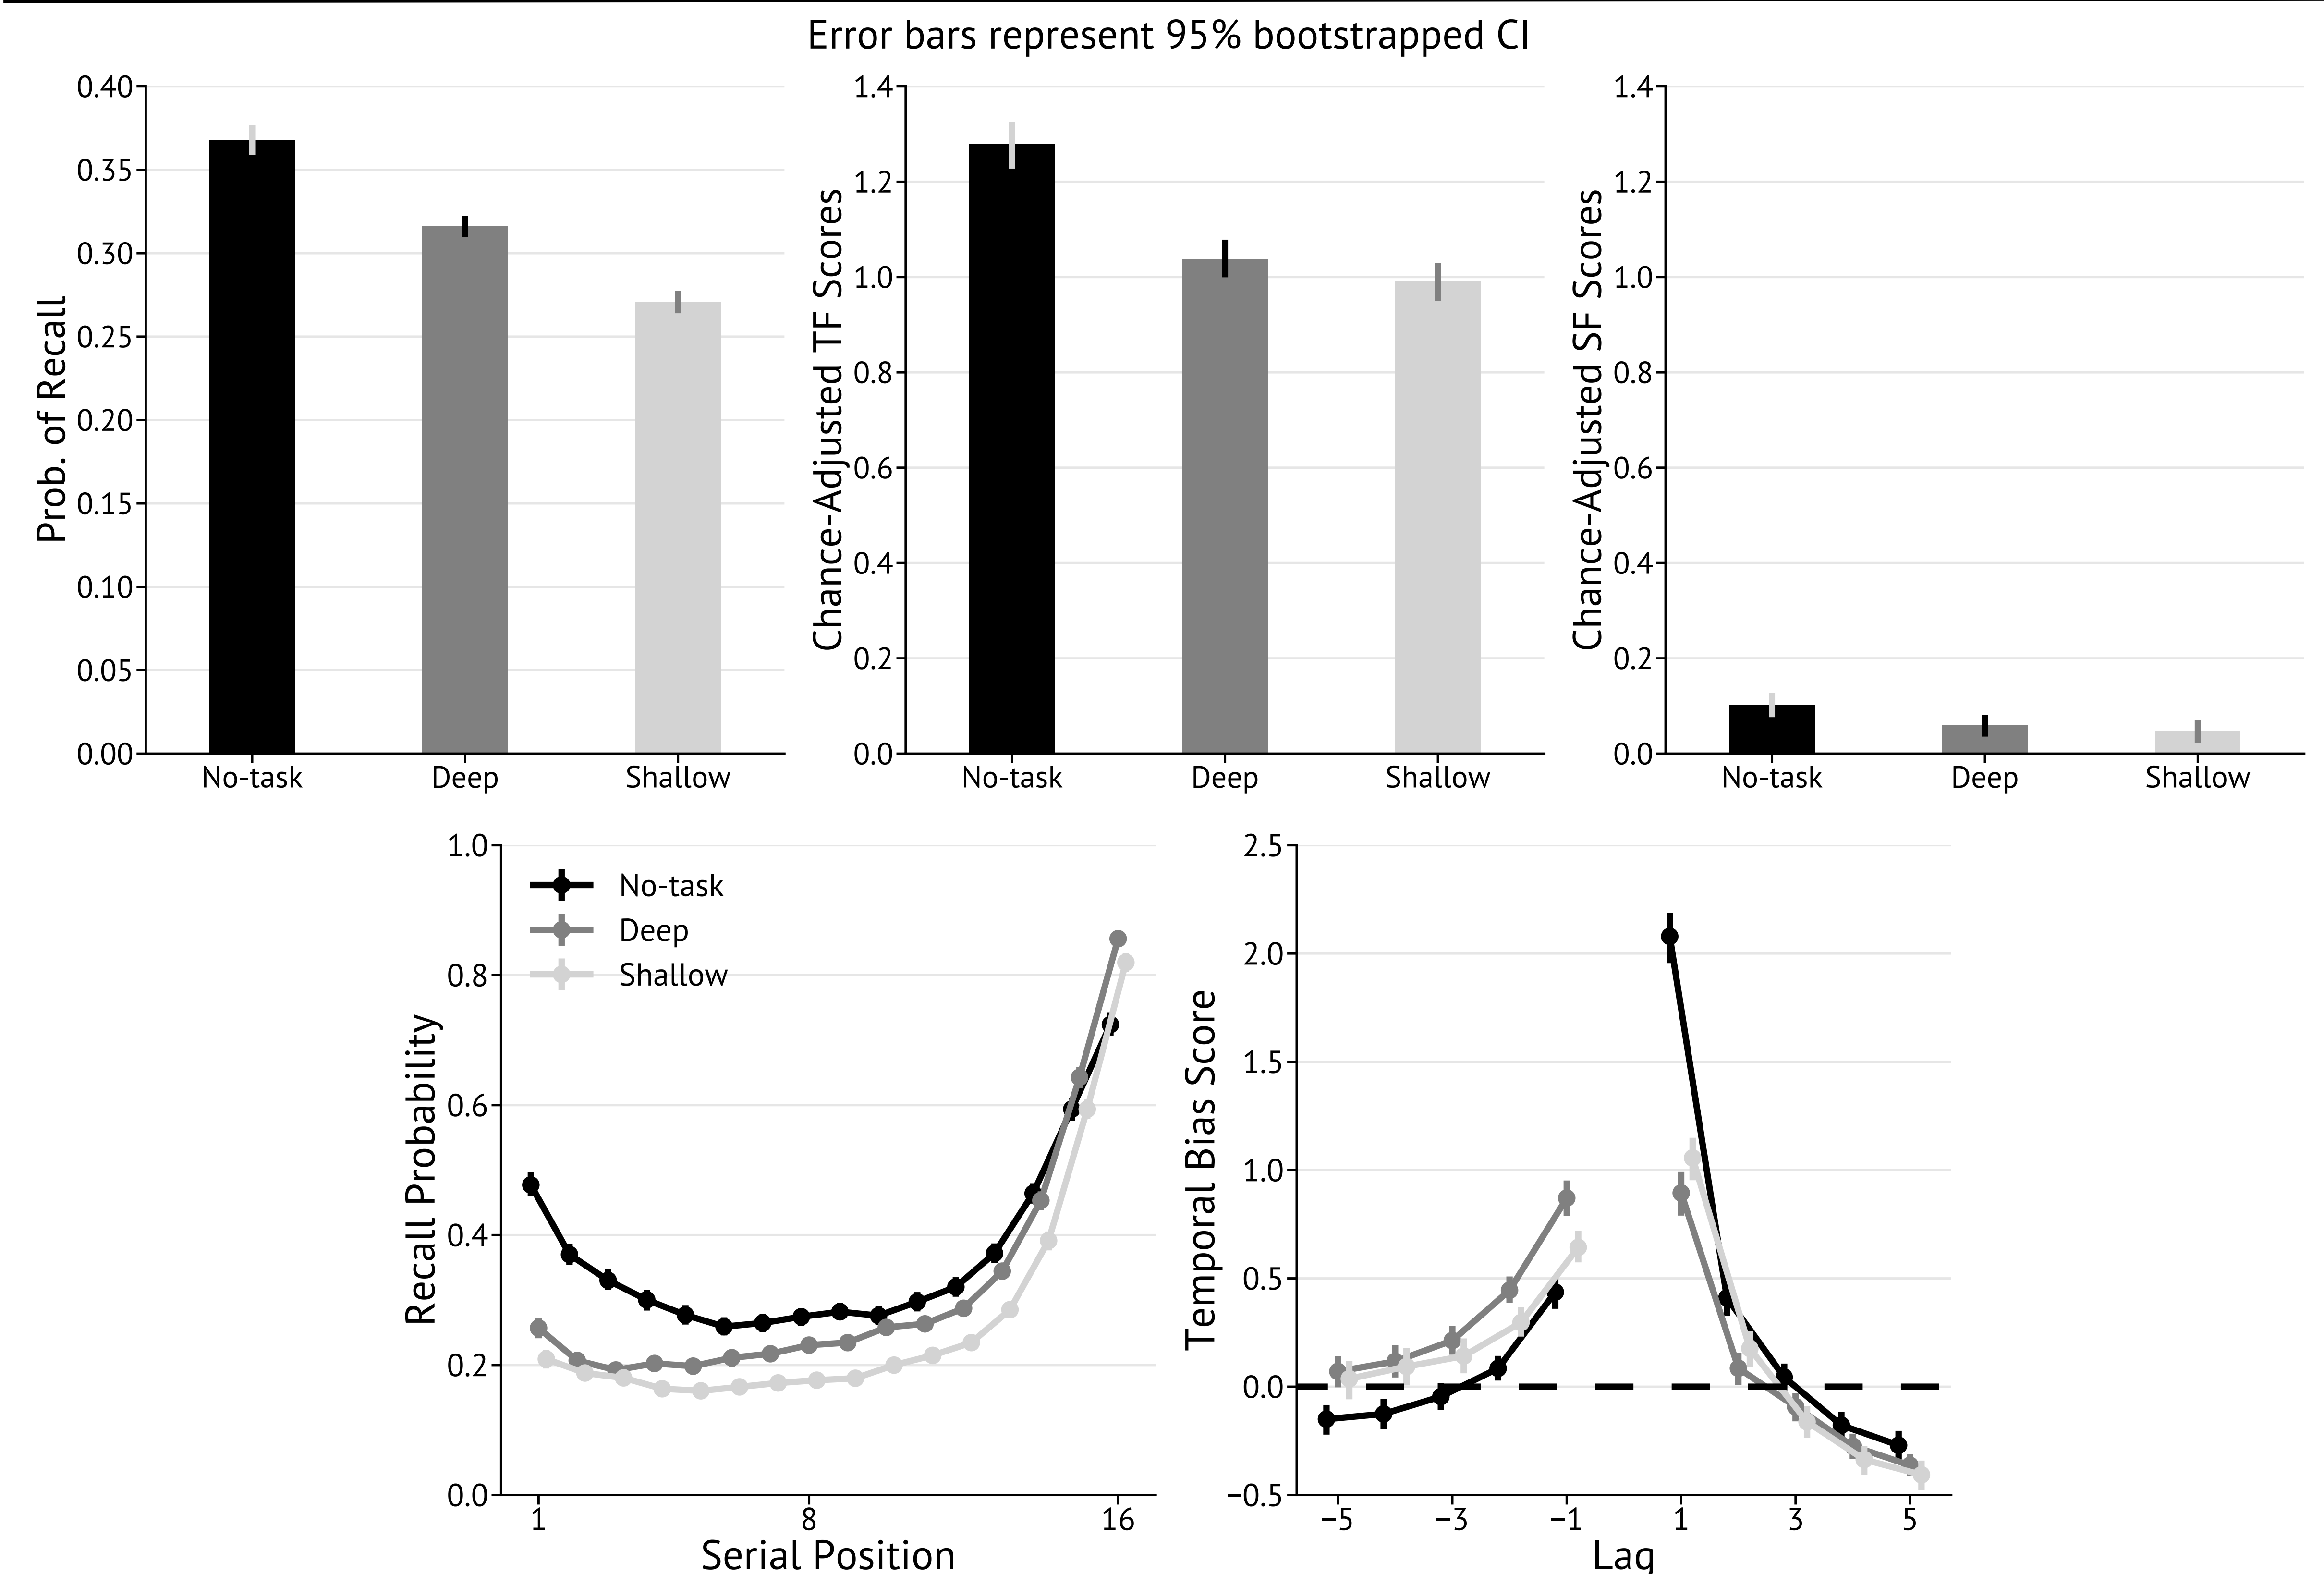 Error bars represent 95% bootstrapped CI
Prob. of Recall
0.40
0.35
0.30
0.25
0.20
0.15
0.10
0.05
0.00
No-task Deep Shallow
Chance-Adjusted TF Scores
1.4
1.2
1.0
0.8
0.6
0.4
0.2
0.0
No-task Deep Shallow
Chance-Adjusted SF Scores
1.4
1.2
1.0
0.8
0.6
0.4
0.2
0.0
No-task Deep Shallow
Recall Probability
1.0
0.8
0.6
0.4
0.2
0.0
No-task
Deep
Shallow
1 8 16
Serial Position
Temporal Bias Score
2.5
2.0
1.5
1.0
0.5
0.0
−0.5
−5 −3 −1 1 3 5
Lag